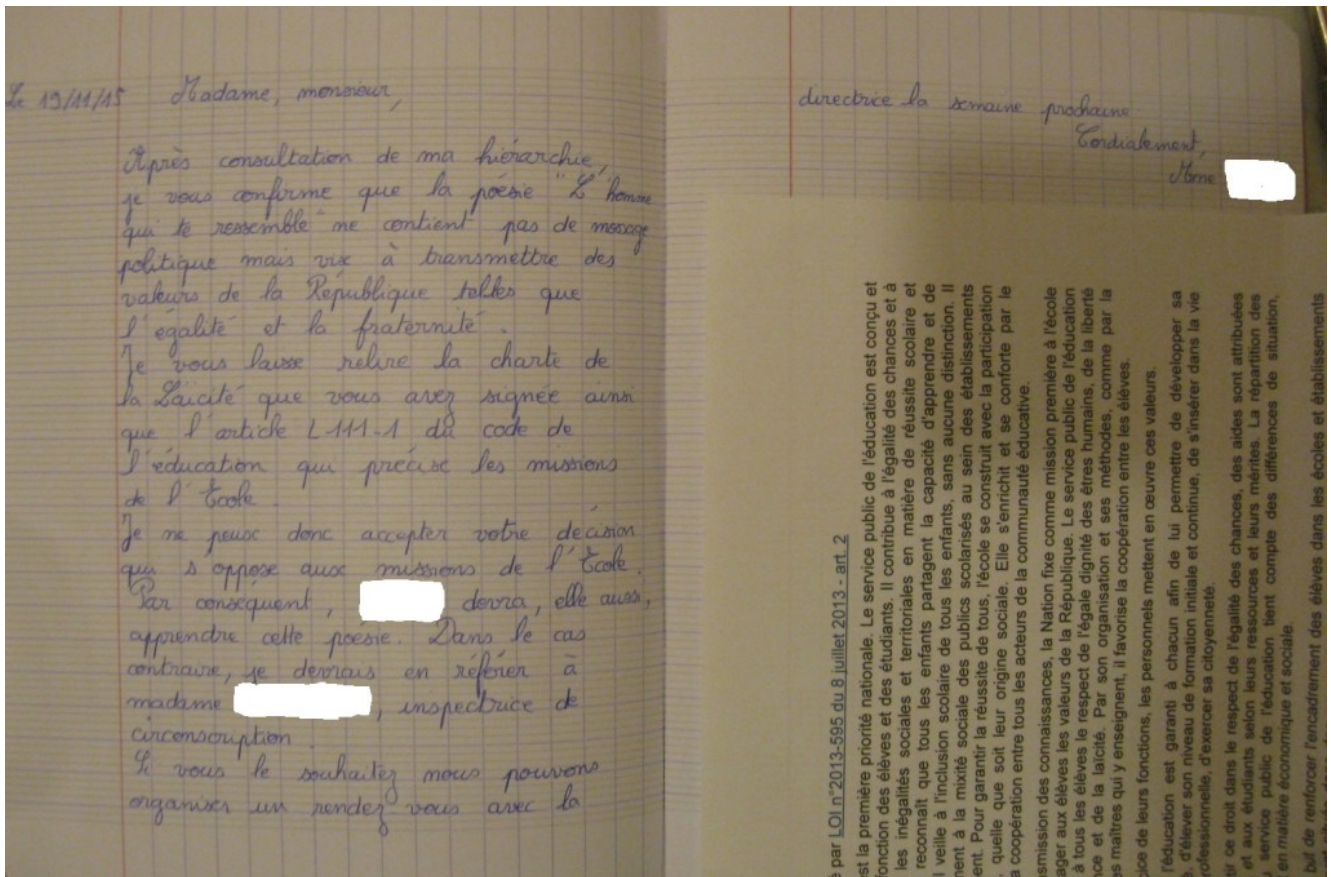 Le 19/11/15 Madame, monsieur,
Après consultation de ma hiérarchie,
je vous confirme que la poésie "L'homme
qui te ressemble" ne contient pas de message
politique mais vise à transmettre des
valeurs de la République telles que
l'égalité et la fraternité.
Je vous laisse relire la charte de
la Laïcité que vous avez signée ainsi
que l'article L 111-1 du code de
l'éducation qui précise les missions
de l'Ecole.
Je ne peux donc accepter votre décision
qui s'oppose aux missions de l'Ecole.
Par conséquent, devra, elle aussi,
apprendre cette poésie. Dans le cas
contraire, je devrais en référer à
madame , inspectrice de
circonscription.
Si vous le souhaitez nous pouvons
organiser un rendez vous avec la
directrice la semaine prochaine
Cordialement,
Mme
par LOI n°2013-595 du 8 juillet 2013 - art. 2
st la première priorité nationale. Le service public de l'éducation est conçu et
onction des élèves et des étudiants. Il contribue à l'égalité des chances et à
les inégalités sociales et territoriales en matière de réussite scolaire et
reconnaît que tous les enfants partagent la capacité d'apprendre et de
l veille à l'inclusion scolaire de tous les enfants, sans aucune distinction. Il
ment à la mixité sociale des publics scolarisés au sein des établissements
ent. Pour garantir la réussite de tous, l'école se construit avec la participation
quelle que soit leur origine sociale. Elle s'enrichit et se conforte par le
a coopération entre tous les acteurs de la communauté éducative.
nsmission des connaissances, la Nation fixe comme mission première à l'école
ager aux élèves les valeurs de la République. Le service public de l'éducation
à tous les élèves le respect de l'égale dignité des êtres humains, de la liberté
nce et de la laïcité. Par son organisation et ses méthodes, comme par la
s maîtres qui y enseignent, il favorise la coopération entre les élèves.
ice de leurs fonctions, les personnels mettent en œuvre ces valeurs.
l'éducation est garanti à chacun afin de lui permettre de développer sa
, d'élever son niveau de formation initiale et continue, de s'insérer dans la vie
ofessionnelle, d'exercer sa citoyenneté.
tir ce droit dans le respect de l'égalité des chances, des aides sont attribuées
et aux étudiants selon leurs ressources et leurs mérites. La répartition des
u service public de l'éducation tient compte des différences de situation,
en matière économique et sociale.
but de renforcer l'encadrement des élèves dans les écoles et établissements